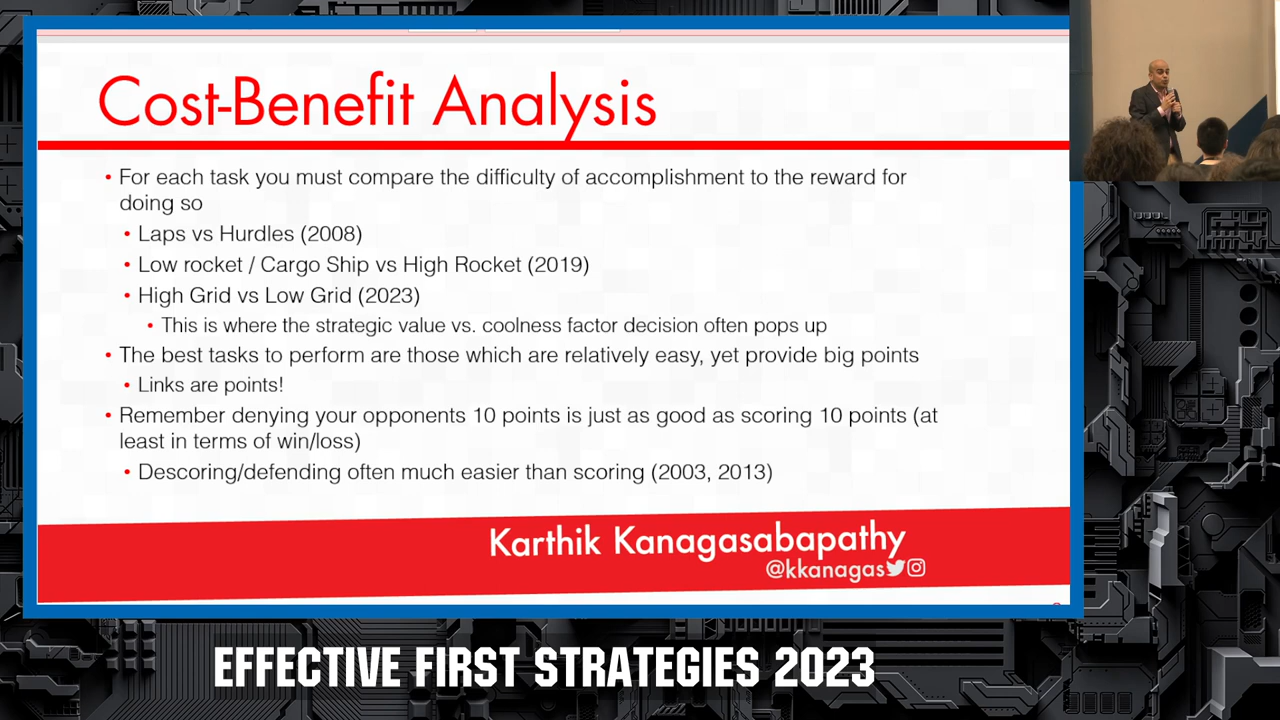 Cost-Benefit Analysis
• For each task you must compare the difficulty of accomplishment to the reward for
doing so
• Laps vs Hurdles (2008)
• Low rocket / Cargo Ship vs High Rocket (2019)
• High Grid vs Low Grid (2023)
• This is where the strategic value vs. coolness factor decision often pops up
• The best tasks to perform are those which are relatively easy, yet provide big points
• Links are points!
• Remember denying your opponents 10 points is just as good as scoring 10 points (at
least in terms of win/loss)
• Descoring/defending often much easier than scoring (2003, 2013)
Karthik Kanagasabapathy
@kkanagas
EFFECTIVE FIRST STRATEGIES 2023